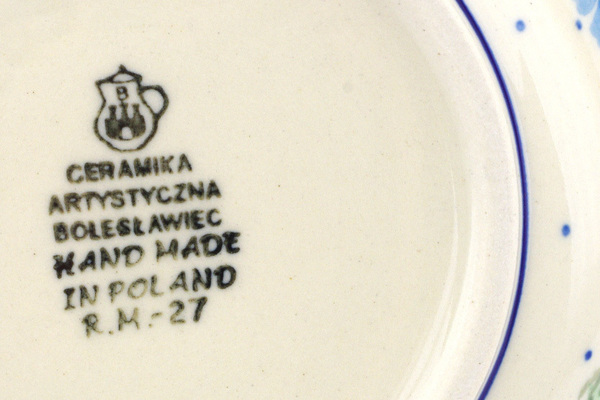 B
CERAMIKA
ARTYSTYCZNA
BOLESŁAWIEC
HAND MADE
IN POLAND
R.M.-27